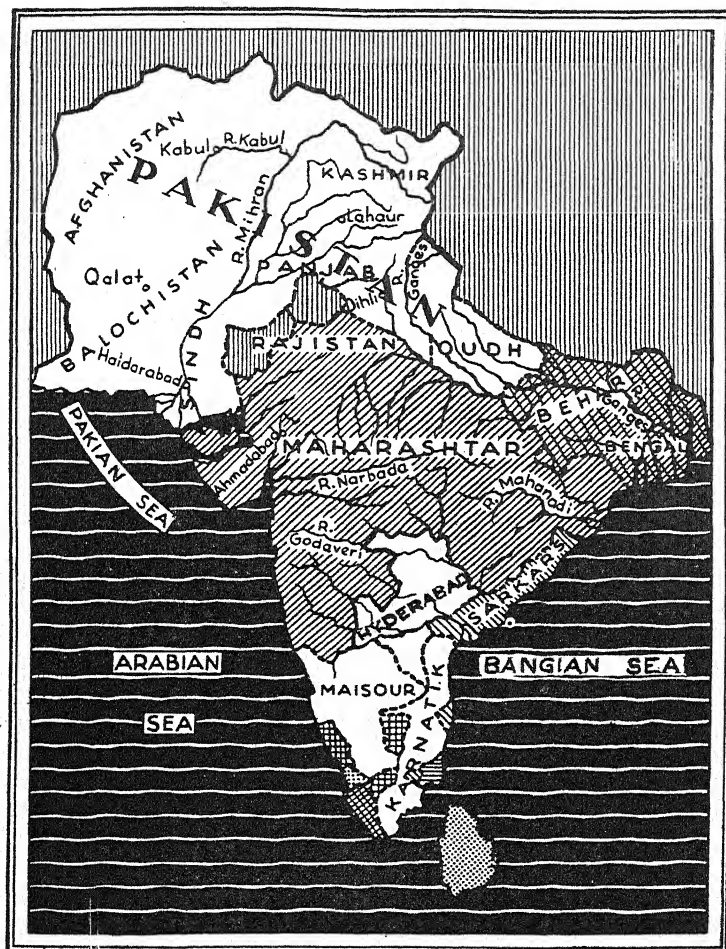 AFGHANISTAN
Kabul
R. Kabul
PAKISTAN
KASHMIR
R. Mihran
Lahaur
PANJAB
Qalat
BALOCHISTAN
Dihli
R. Ganges
SINDH
Haidarabad
RAJISTAN
OUDH
BEHAR
R. Ganges
BENGAL
PAKIAN SEA
Ahmadabad
MAHARASHTAR
R. Narbada
R. Mahanadi
R. Godaveri
HYDERABAD
SARKARS
ARABIAN
SEA
BANGIAN SEA
MAISOUR
KARNATIK